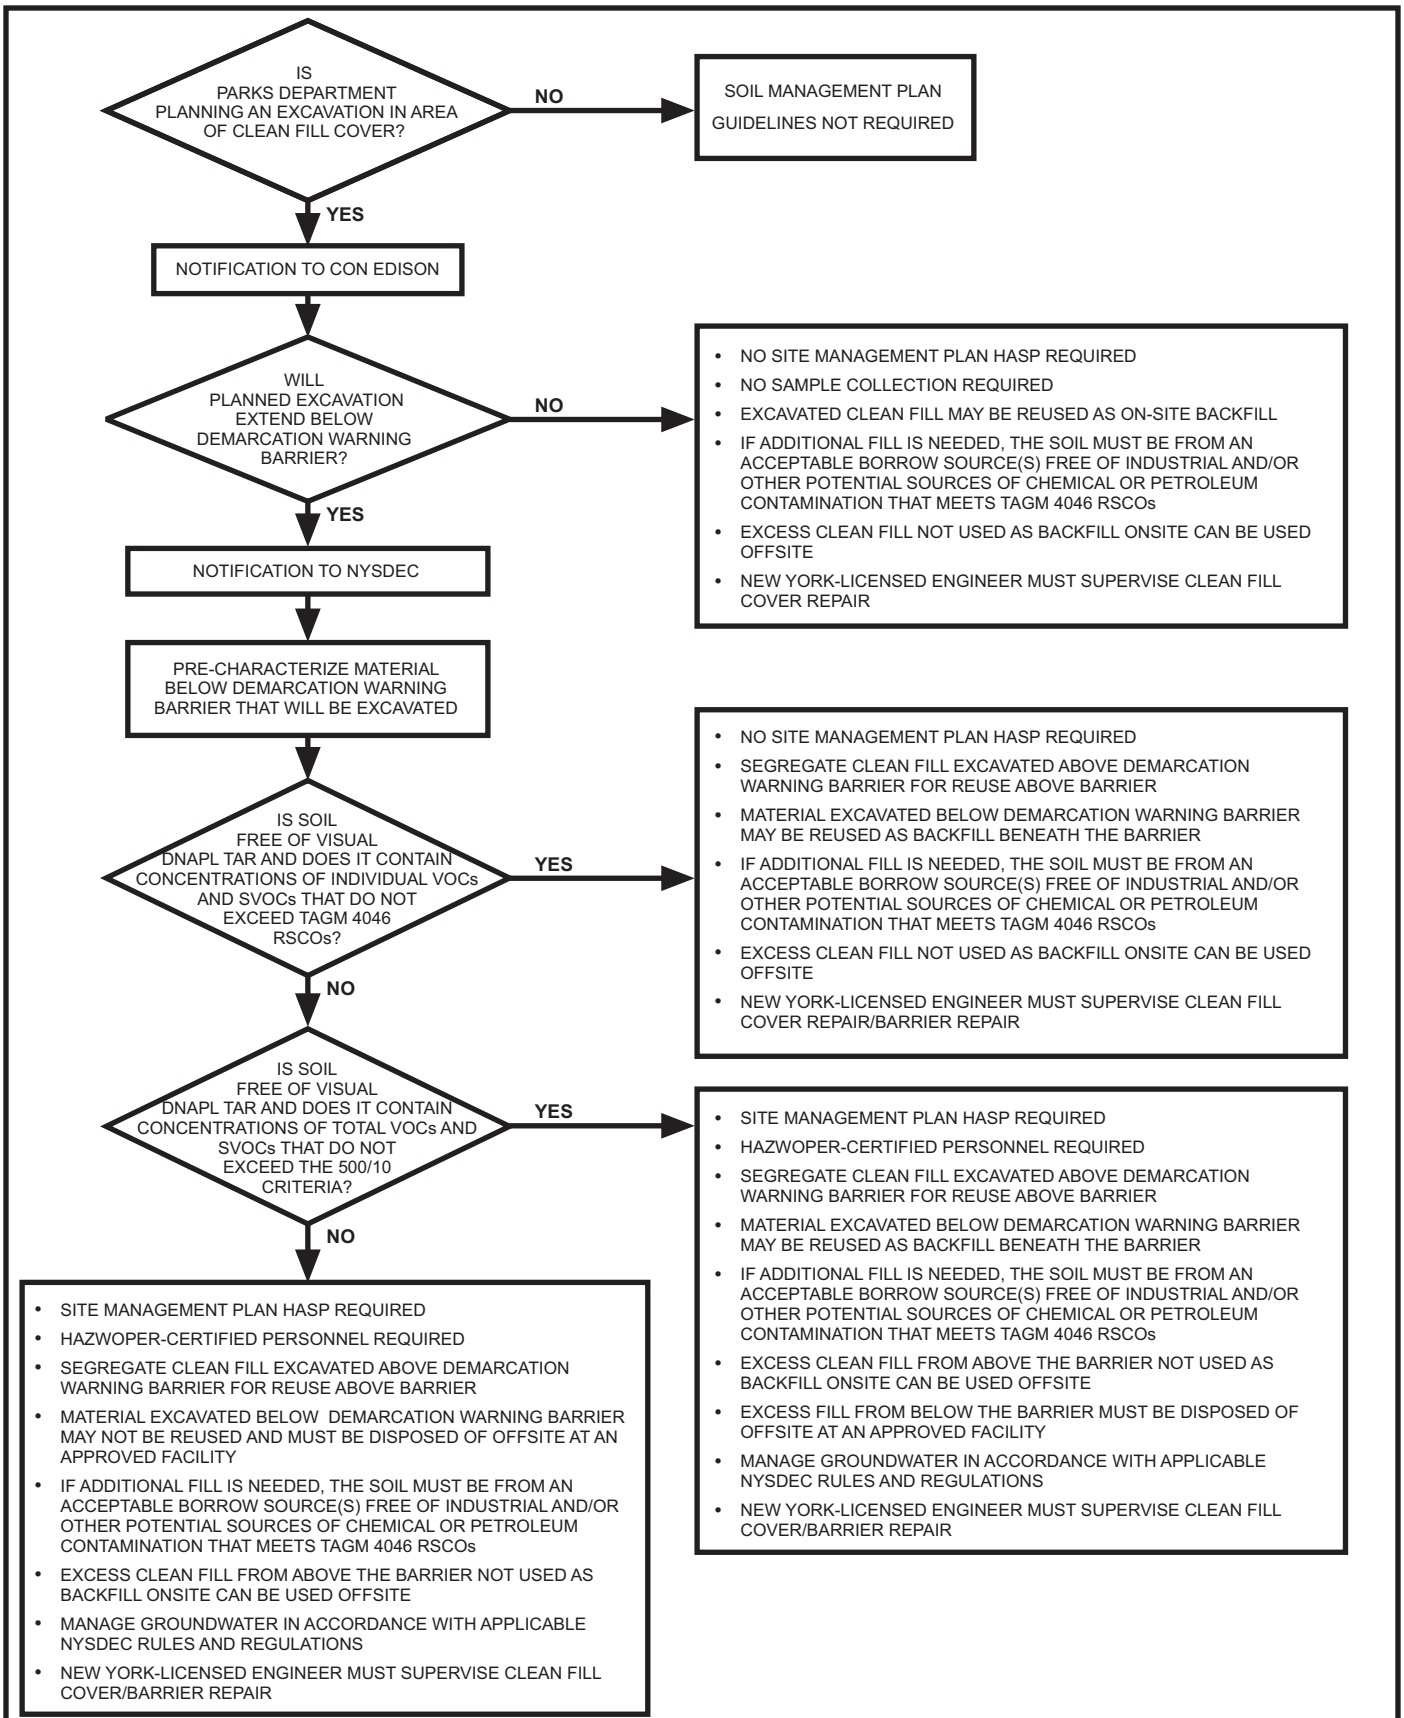 IS
PARKS DEPARTMENT
PLANNING AN EXCAVATION IN AREA
OF CLEAN FILL COVER?
NO
SOIL MANAGEMENT PLAN
GUIDELINES NOT REQUIRED
YES
NOTIFICATION TO CON EDISON
WILL
PLANNED EXCAVATION
EXTEND BELOW
DEMARCATION WARNING
BARRIER?
NO
• NO SITE MANAGEMENT PLAN HASP REQUIRED
• NO SAMPLE COLLECTION REQUIRED
• EXCAVATED CLEAN FILL MAY BE REUSED AS ON-SITE BACKFILL
• IF ADDITIONAL FILL IS NEEDED, THE SOIL MUST BE FROM AN
ACCEPTABLE BORROW SOURCE(S) FREE OF INDUSTRIAL AND/OR
OTHER POTENTIAL SOURCES OF CHEMICAL OR PETROLEUM
CONTAMINATION THAT MEETS TAGM 4046 RSCOs
• EXCESS CLEAN FILL NOT USED AS BACKFILL ONSITE CAN BE USED
OFFSITE
• NEW YORK-LICENSED ENGINEER MUST SUPERVISE CLEAN FILL
COVER REPAIR
YES
NOTIFICATION TO NYSDEC
PRE-CHARACTERIZE MATERIAL
BELOW DEMARCATION WARNING
BARRIER THAT WILL BE EXCAVATED
IS SOIL
FREE OF VISUAL
DNAPL TAR AND DOES IT CONTAIN
CONCENTRATIONS OF INDIVIDUAL VOCs
AND SVOCs THAT DO NOT
EXCEED TAGM 4046
RSCOs?
YES
• NO SITE MANAGEMENT PLAN HASP REQUIRED
• SEGREGATE CLEAN FILL EXCAVATED ABOVE DEMARCATION
WARNING BARRIER FOR REUSE ABOVE BARRIER
• MATERIAL EXCAVATED BELOW DEMARCATION WARNING BARRIER
MAY BE REUSED AS BACKFILL BENEATH THE BARRIER
• IF ADDITIONAL FILL IS NEEDED, THE SOIL MUST BE FROM AN
ACCEPTABLE BORROW SOURCE(S) FREE OF INDUSTRIAL AND/OR
OTHER POTENTIAL SOURCES OF CHEMICAL OR PETROLEUM
CONTAMINATION THAT MEETS TAGM 4046 RSCOs
• EXCESS CLEAN FILL NOT USED AS BACKFILL ONSITE CAN BE USED
OFFSITE
• NEW YORK-LICENSED ENGINEER MUST SUPERVISE CLEAN FILL
COVER REPAIR/BARRIER REPAIR
NO
IS SOIL
FREE OF VISUAL
DNAPL TAR AND DOES IT CONTAIN
CONCENTRATIONS OF TOTAL VOCs AND
SVOCs THAT DO NOT
EXCEED THE 500/10
CRITERIA?
YES
• SITE MANAGEMENT PLAN HASP REQUIRED
• HAZWOPER-CERTIFIED PERSONNEL REQUIRED
• SEGREGATE CLEAN FILL EXCAVATED ABOVE DEMARCATION
WARNING BARRIER FOR REUSE ABOVE BARRIER
• MATERIAL EXCAVATED BELOW DEMARCATION WARNING BARRIER
MAY BE REUSED AS BACKFILL BENEATH THE BARRIER
• IF ADDITIONAL FILL IS NEEDED, THE SOIL MUST BE FROM AN
ACCEPTABLE BORROW SOURCE(S) FREE OF INDUSTRIAL AND/OR
OTHER POTENTIAL SOURCES OF CHEMICAL OR PETROLEUM
CONTAMINATION THAT MEETS TAGM 4046 RSCOs
• EXCESS CLEAN FILL FROM ABOVE THE BARRIER NOT USED AS
BACKFILL ONSITE CAN BE USED OFFSITE
• EXCESS FILL FROM BELOW THE BARRIER MUST BE DISPOSED OF
OFFSITE AT AN APPROVED FACILITY
• MANAGE GROUNDWATER IN ACCORDANCE WITH APPLICABLE
NYSDEC RULES AND REGULATIONS
• NEW YORK-LICENSED ENGINEER MUST SUPERVISE CLEAN FILL
COVER/BARRIER REPAIR
NO
• SITE MANAGEMENT PLAN HASP REQUIRED
• HAZWOPER-CERTIFIED PERSONNEL REQUIRED
• SEGREGATE CLEAN FILL EXCAVATED ABOVE DEMARCATION
WARNING BARRIER FOR REUSE ABOVE BARRIER
• MATERIAL EXCAVATED BELOW DEMARCATION WARNING BARRIER
MAY NOT BE REUSED AND MUST BE DISPOSED OF OFFSITE AT AN
APPROVED FACILITY
• IF ADDITIONAL FILL IS NEEDED, THE SOIL MUST BE FROM AN
ACCEPTABLE BORROW SOURCE(S) FREE OF INDUSTRIAL AND/OR
OTHER POTENTIAL SOURCES OF CHEMICAL OR PETROLEUM
CONTAMINATION THAT MEETS TAGM 4046 RSCOs
• EXCESS CLEAN FILL FROM ABOVE THE BARRIER NOT USED AS
BACKFILL ONSITE CAN BE USED OFFSITE
• MANAGE GROUNDWATER IN ACCORDANCE WITH APPLICABLE
NYSDEC RULES AND REGULATIONS
• NEW YORK-LICENSED ENGINEER MUST SUPERVISE CLEAN FILL
COVER/BARRIER REPAIR